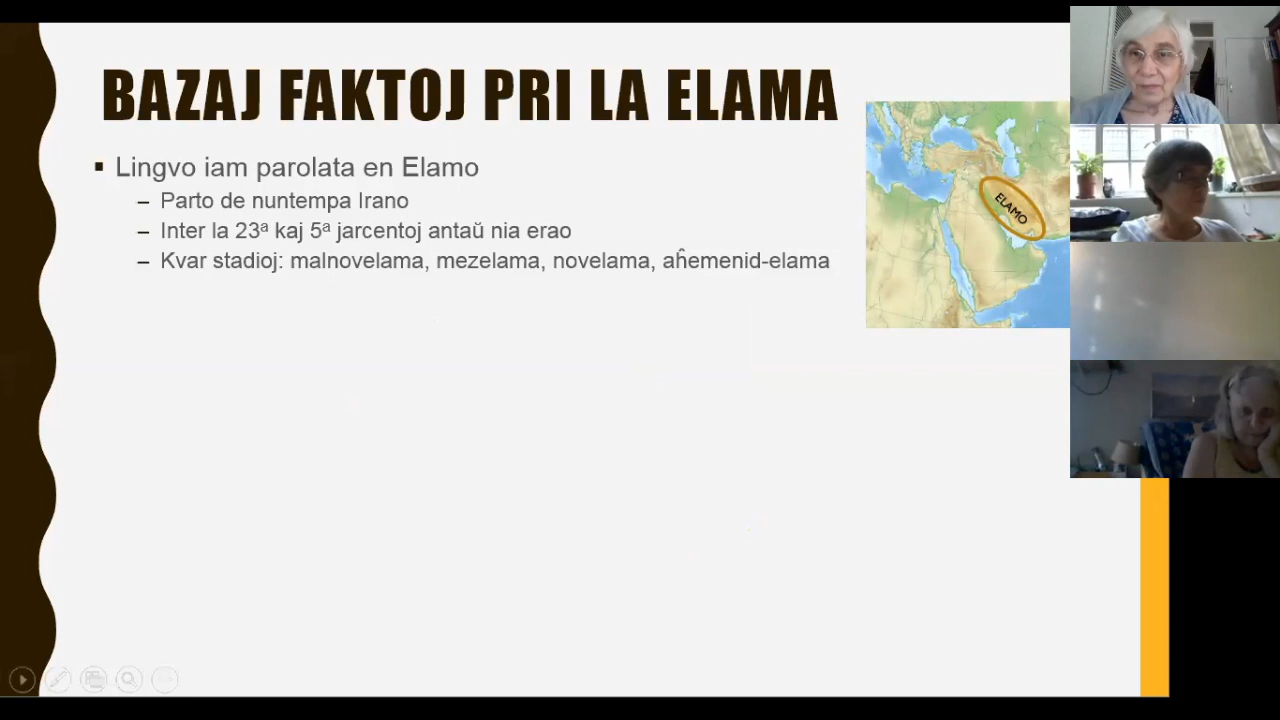 BAZAJ FAKTOJ PRI LA ELAMA
Lingvo iam parolata en Elamo
– Parto de nuntempa Irano
– Inter la 23ª kaj 5ª jarcentoj antaŭ nia erao
– Kvar stadioj: malnovelama, mezelama, novelama, aĥemenid-elama
ELAMO